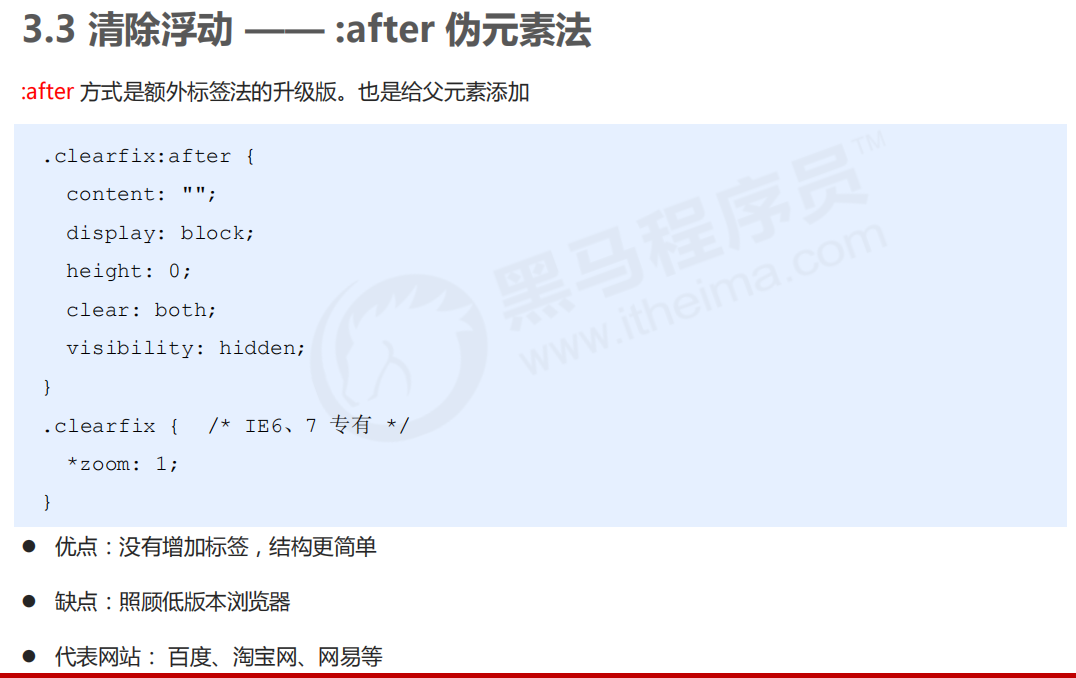 3.3 清除浮动 —— :after 伪元素法
:after 方式是额外标签法的升级版。也是给父元素添加
.clearfix:after {
content: "";
display: block;
height: 0;
clear: both;
visibility: hidden;
}
.clearfix { /* IE6、7 专有 */
*zoom: 1;
}
黑马程序员™
www.itheima.com
● 优点：没有增加标签，结构更简单
● 缺点：照顾低版本浏览器
● 代表网站： 百度、淘宝网、网易等